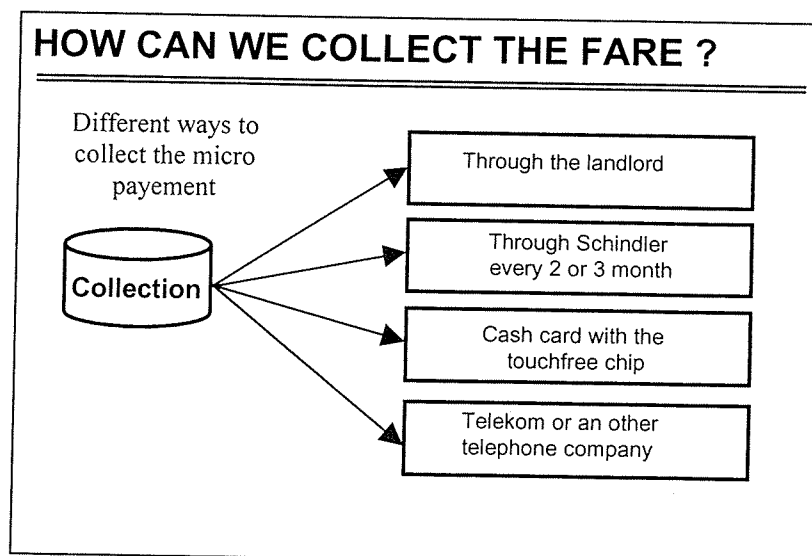 HOW CAN WE COLLECT THE FARE ?
Different ways to
collect the micro
payement
Collection
Through the landlord
Through Schindler
every 2 or 3 month
Cash card with the
touchfree chip
Telekom or an other
telephone company